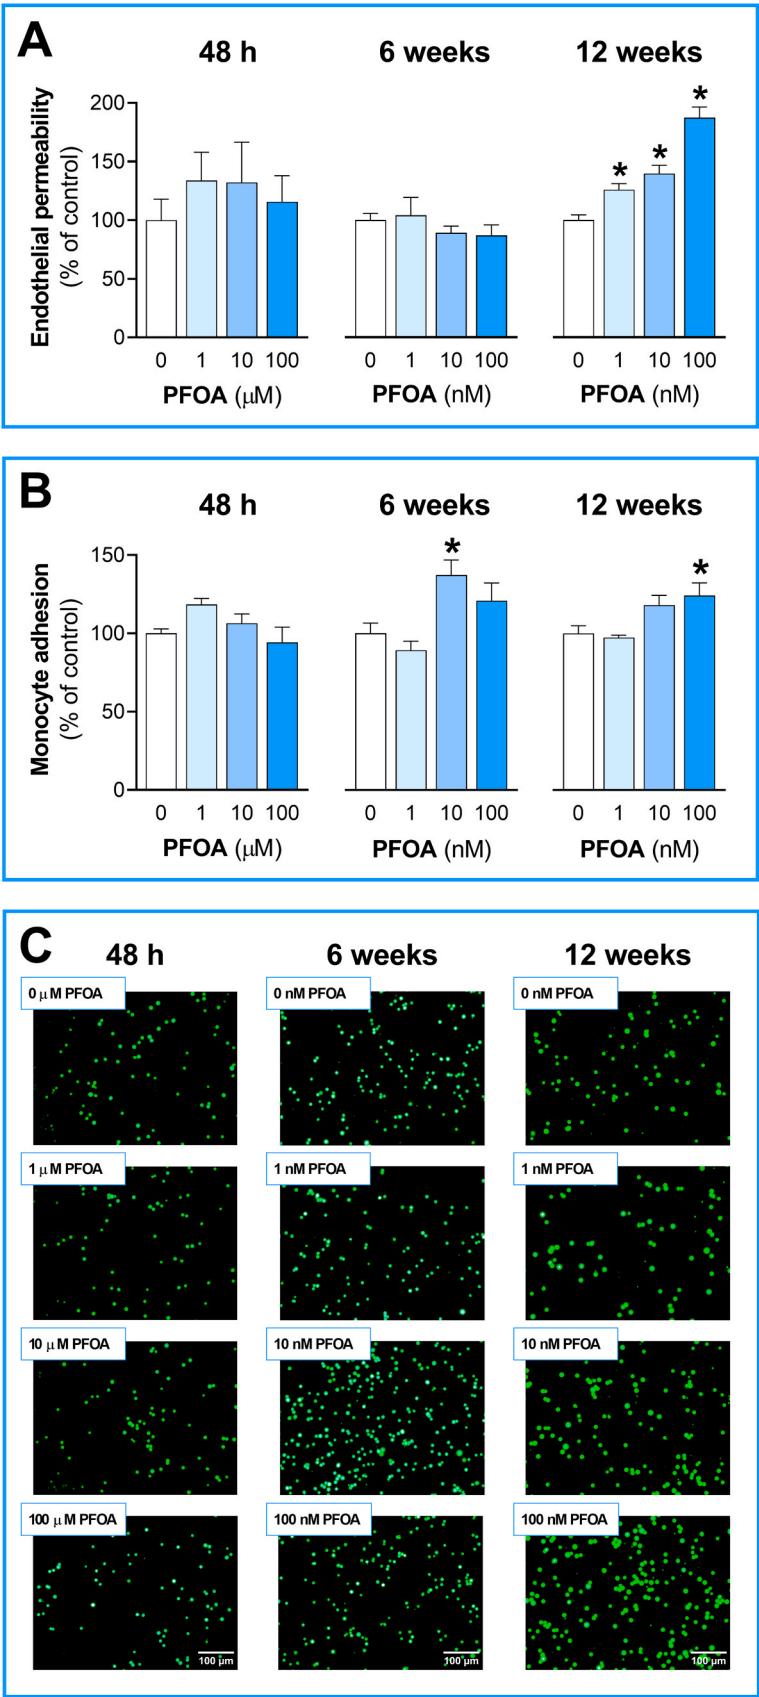 A
48 h
6 weeks
12 weeks
Endothelial permeability
(% of control)
200
150
100
50
0
*
*
*
0 1 10 100
0 1 10 100
0 1 10 100
PFOA (μM)
PFOA (nM)
PFOA (nM)
B
48 h
6 weeks
12 weeks
Monocyte adhesion
(% of control)
150
100
50
0
*
*
0 1 10 100
0 1 10 100
0 1 10 100
PFOA (μM)
PFOA (nM)
PFOA (nM)
C
48 h
6 weeks
12 weeks
0 μM PFOA
0 nM PFOA
0 nM PFOA
1 μM PFOA
1 nM PFOA
1 nM PFOA
10 μM PFOA
10 nM PFOA
10 nM PFOA
100 μM PFOA
100 nM PFOA
100 nM PFOA
100 μm
100 μm
100 μm